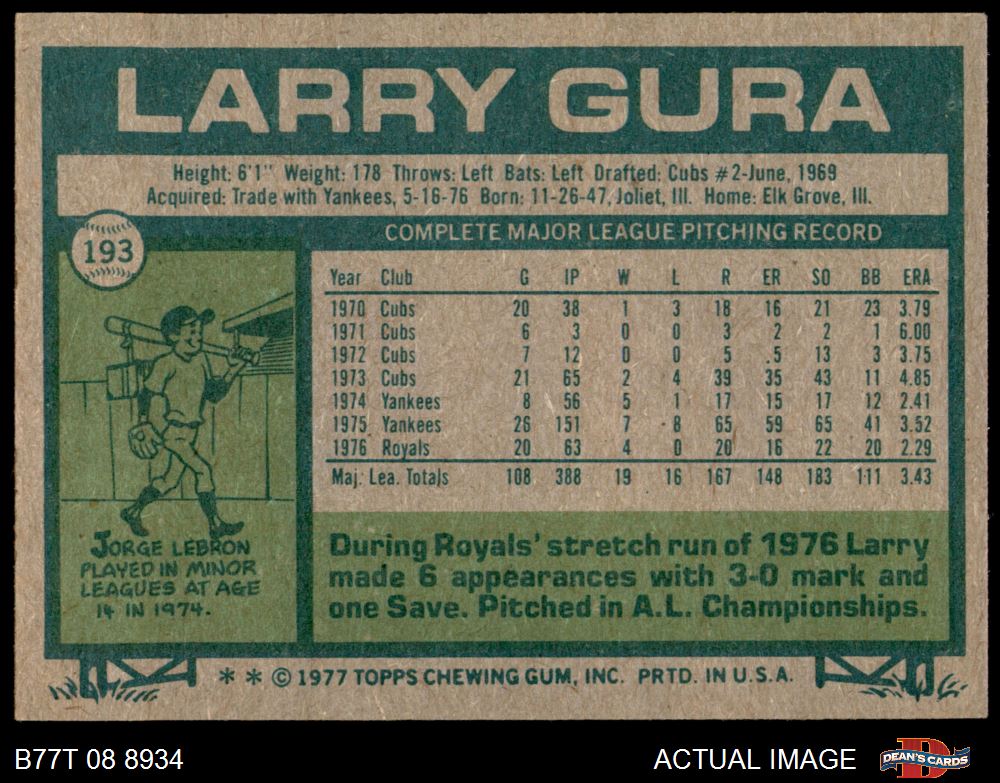 LARRY GURA
Height: 6'1" Weight: 178 Throws: Left Bats: Left Drafted: Cubs #2-June, 1969
Acquired: Trade with Yankees, 5-16-76 Born: 11-26-47, Joliet, Ill. Home: Elk Grove, Ill.
193
COMPLETE MAJOR LEAGUE PITCHING RECORD
Year Club G IP W L R ER SO BB ERA
1970 Cubs 20 38 1 3 18 16 21 23 3.79
1971 Cubs 6 3 0 0 3 2 2 1 6.00
1972 Cubs 7 12 0 0 5 .5 13 3 3.75
1973 Cubs 21 65 2 4 39 35 43 11 4.85
1974 Yankees 8 56 5 1 17 15 17 12 2.41
1975 Yankees 26 151 7 8 65 59 65 41 3.52
1976 Royals 20 63 4 0 20 16 22 20 2.29
Maj. Lea. Totals 108 388 19 16 167 148 183 111 3.43
JORGE LEBRON
PLAYED IN MINOR
LEAGUES AT AGE
14 IN 1974.
During Royals' stretch run of 1976 Larry
made 6 appearances with 3-0 mark and
one Save. Pitched in A.L. Championships.
* * © 1977 TOPPS CHEWING GUM, INC. PRTD. IN U.S.A.
B77T 08 8934
ACTUAL IMAGE
D
DEAN'S CARDS